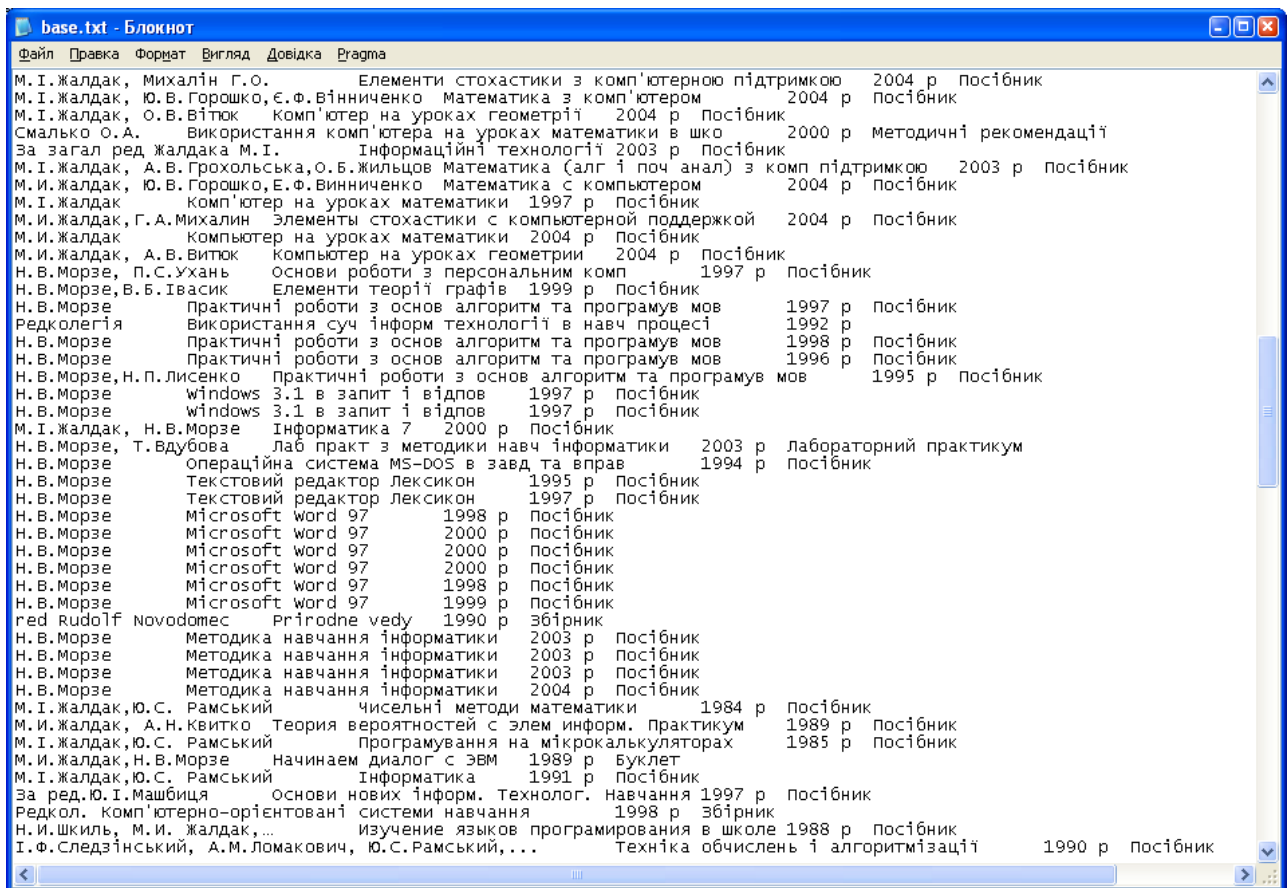 base.txt - Блокнот
Файл Правка Формат Вигляд Довідка Pragma
М.І.Жалдак, Михалін Г.О. Елементи стохастики з комп'ютерною підтримкою 2004 р Посібник
М.І.Жалдак, Ю.В.Горошко,Є.Ф.Вінниченко Математика з комп'ютером 2004 р Посібник
М.І.Жалдак, О.В.Вітюк Комп'ютер на уроках геометрії 2004 р Посібник
Смалько О.А. Використання комп'ютера на уроках математики в шко 2000 р Методичні рекомендації
За загал ред Жалдака М.І. Інформаційні технології 2003 р Посібник
М.І.Жалдак, А.В.Грохольська,О.Б.Жильцов Математика (алг і поч анал) з комп підтримкою 2003 р Посібник
М.И.Жалдак, Ю.В.Горошко,Е.Ф.Винниченко Математика с компьютером 2004 р Посібник
М.І.Жалдак Комп'ютер на уроках математики 1997 р Посібник
М.И.Жалдак,Г.А.Михалин Элементы стохастики с компьютерной поддержкой 2004 р Посібник
М.И.Жалдак Компьютер на уроках математики 2004 р Посібник
М.И.Жалдак, А.В.Витюк Компьютер на уроках геометрии 2004 р Посібник
Н.В.Морзе, П.С.Ухань Основи роботи з персональним комп 1997 р Посібник
Н.В.Морзе,В.Б.Івасик Елементи теорії графів 1999 р Посібник
Н.В.Морзе Практичні роботи з основ алгоритм та програмув мов 1997 р Посібник
Редколегія Використання суч інформ технології в навч процесі 1992 р
Н.В.Морзе Практичні роботи з основ алгоритм та програмув мов 1998 р Посібник
Н.В.Морзе Практичні роботи з основ алгоритм та програмув мов 1996 р Посібник
Н.В.Морзе,Н.П.Лисенко Практичні роботи з основ алгоритм та програмув мов 1995 р Посібник
Н.В.Морзе Windows 3.1 в запит і відпов 1997 р Посібник
Н.В.Морзе Windows 3.1 в запит і відпов 1997 р Посібник
М.І.Жалдак, Н.В.Морзе Інформатика 7 2000 р Посібник
Н.В.Морзе, Т.Вдубова Лаб практ з методики навч інформатики 2003 р Лабораторний практикум
Н.В.Морзе Операційна система MS-DOS в завд та вправ 1994 р Посібник
Н.В.Морзе Текстовий редактор Лексикон 1995 р Посібник
Н.В.Морзе Текстовий редактор Лексикон 1997 р Посібник
Н.В.Морзе Microsoft Word 97 1998 р Посібник
Н.В.Морзе Microsoft Word 97 2000 р Посібник
Н.В.Морзе Microsoft Word 97 2000 р Посібник
Н.В.Морзе Microsoft Word 97 2000 р Посібник
Н.В.Морзе Microsoft Word 97 1998 р Посібник
Н.В.Морзе Microsoft Word 97 1999 р Посібник
red Rudolf Novodomec Prirodne vedy 1990 р Збірник
Н.В.Морзе Методика навчання інформатики 2003 р Посібник
Н.В.Морзе Методика навчання інформатики 2003 р Посібник
Н.В.Морзе Методика навчання інформатики 2003 р Посібник
Н.В.Морзе Методика навчання інформатики 2004 р Посібник
М.І.Жалдак,Ю.С. Рамський Чисельні методи математики 1984 р Посібник
М.И.Жалдак, А.Н.Квитко Теория вероятностей с элем информ. Практикум 1989 р Посібник
М.І.Жалдак,Ю.С. Рамський Програмування на мікрокалькуляторах 1985 р Посібник
М.И.Жалдак,Н.В.Морзе Начинаем диалог с ЭВМ 1989 р Буклет
М.І.Жалдак,Ю.С. Рамський Інформатика 1991 р Посібник
За ред.Ю.І.Машбиця Основи нових інформ. Технолог. Навчання 1997 р Посібник
Редкол. Комп'ютерно-орієнтовані системи навчання 1998 р Збірник
Н.И.Шкиль, М.И. Жалдак,… Изучение языков програмирования в школе 1988 р Посібник
І.Ф.Следзінський, А.М.Ломакович, Ю.С.Рамський,... Техніка обчислень і алгоритмізації 1990 р Посібник